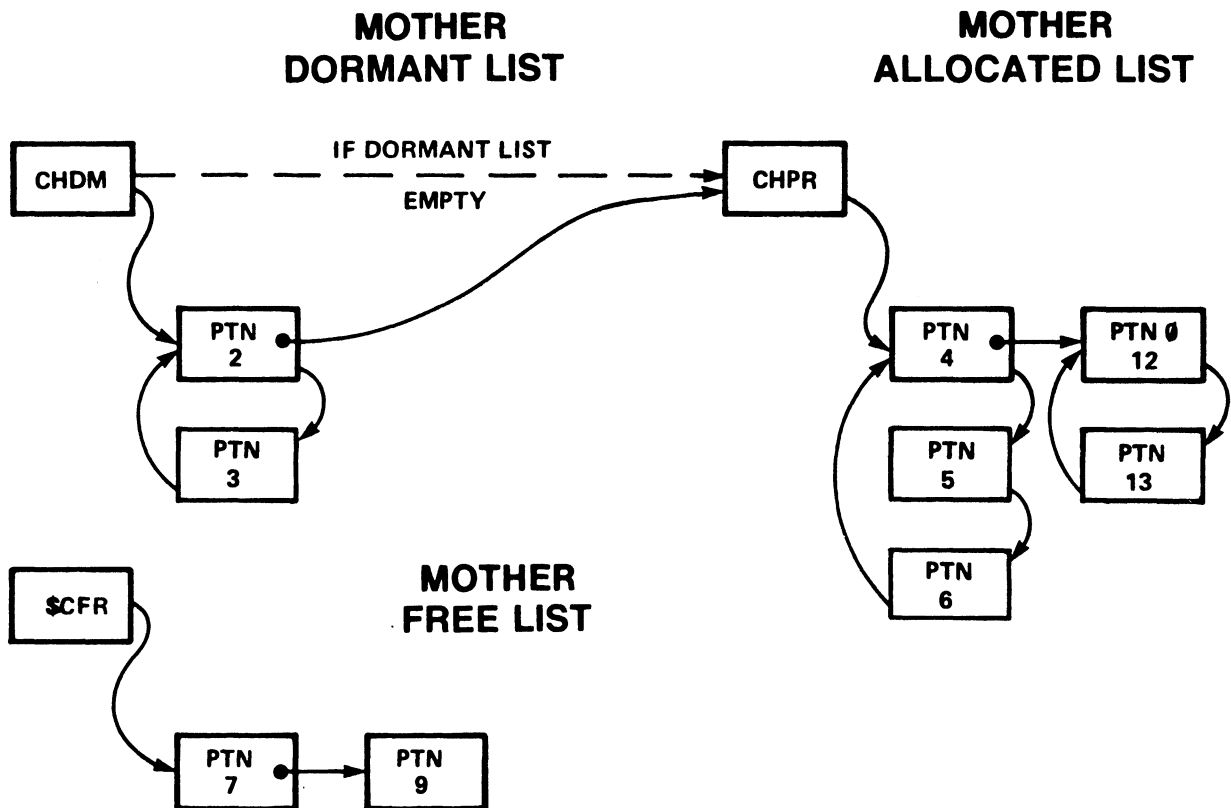 MOTHER
DORMANT LIST
MOTHER
ALLOCATED LIST
CHDM
IF DORMANT LIST
EMPTY
CHPR
PTN
2
PTN
3
PTN
4
PTN 0
12
PTN
5
PTN
13
PTN
6
$CFR
MOTHER
FREE LIST
PTN
7
PTN
9